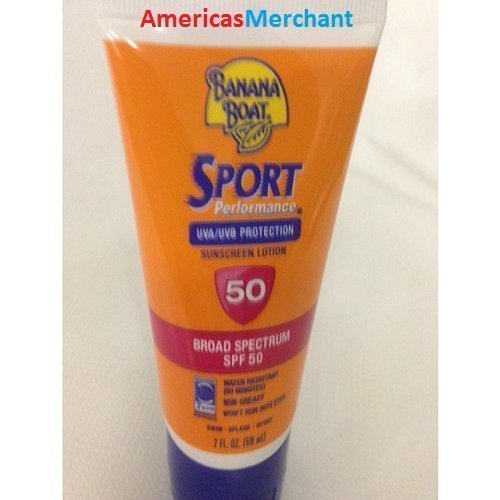 AmericasMerchant
BANANA
BOAT®
SPORT
Performance®
UVA/UVB PROTECTION
SUNSCREEN LOTION
50
BROAD SPECTRUM
SPF 50
WATER RESISTANT
(80 MINUTES)
NON-GREASY
WON'T RUN INTO EYES
SWIM - SPLASH - SPORT
2 FL. OZ. (59 mL)